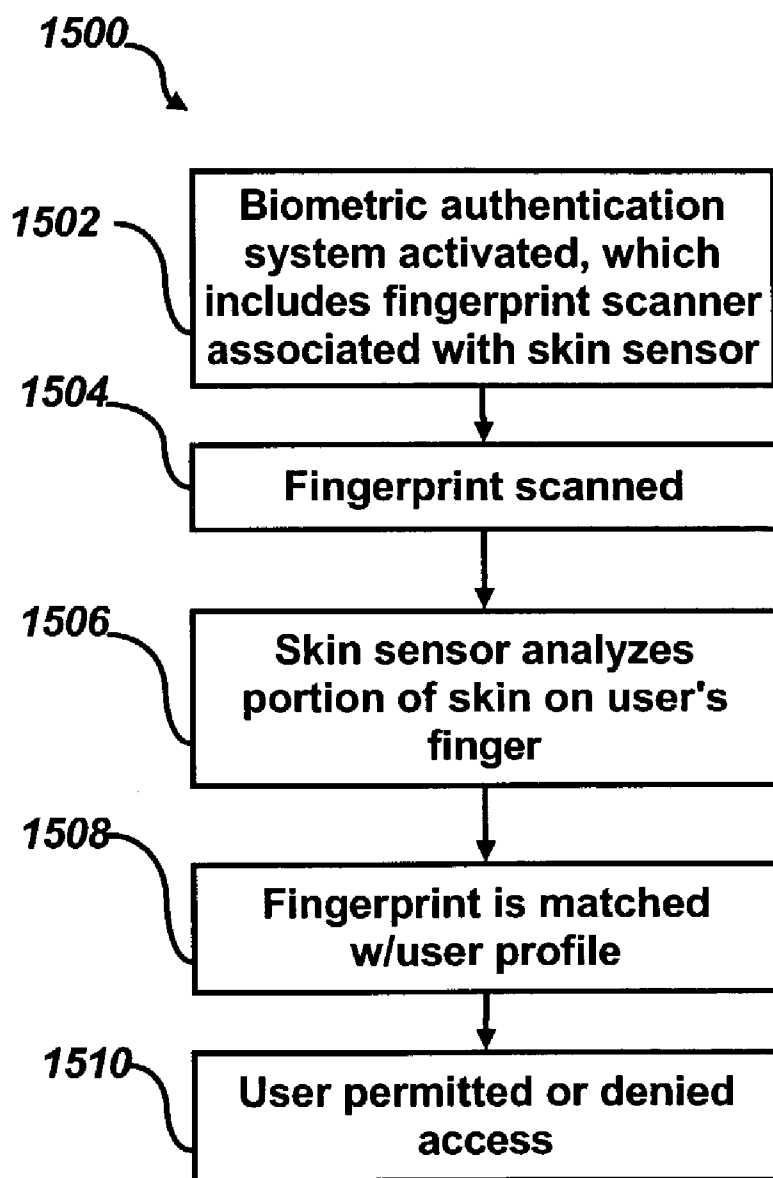 1500
1502
Biometric authentication
system activated, which
includes fingerprint scanner
associated with skin sensor
1504
Fingerprint scanned
1506
Skin sensor analyzes
portion of skin on user's
finger
1508
Fingerprint is matched
w/user profile
1510
User permitted or denied
access